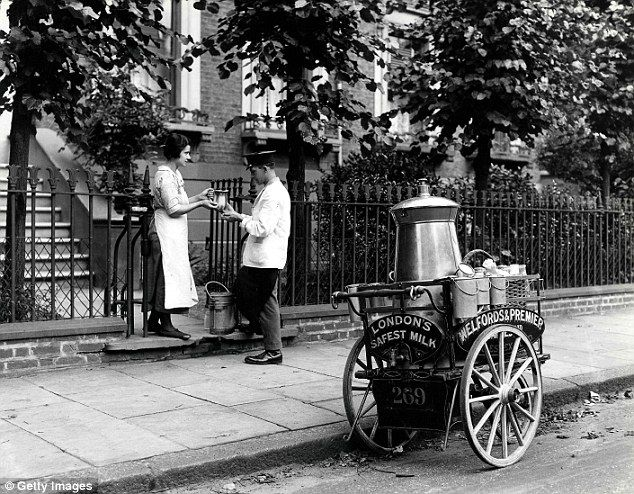 LONDON'S
SAFEST MILK
WELFORDS & PREMIER
269
© Getty Images